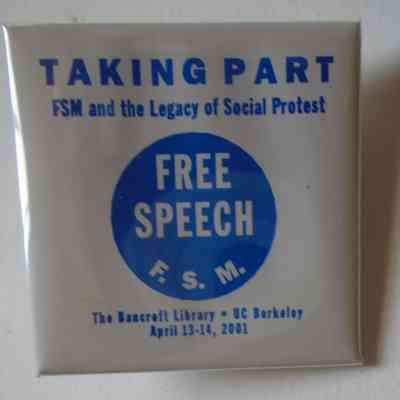 TAKING PART
FSM and the Legacy of Social Protest
FREE
SPEECH
F. S. M.
The Bancroft Library • UC Berkeley
April 13-14, 2001